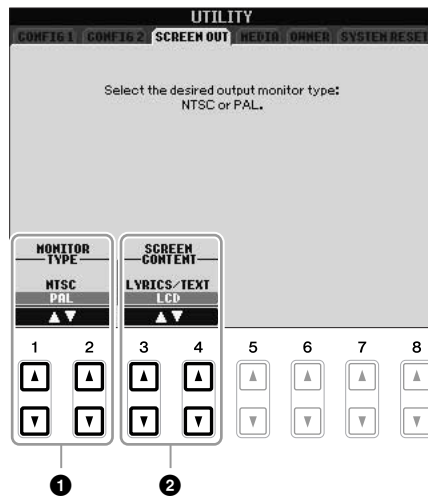 UTILITY
CONFIG 1 CONFIG 2 SCREEN OUT MEDIA OWNER SYSTEM RESET
Select the desired output monitor type:
NTSC or PAL.
MONITOR TYPE
NTSC
PAL
SCREEN CONTENT
LYRICS/TEXT
LCD
1 2 3 4 5 6 7 8
1 2